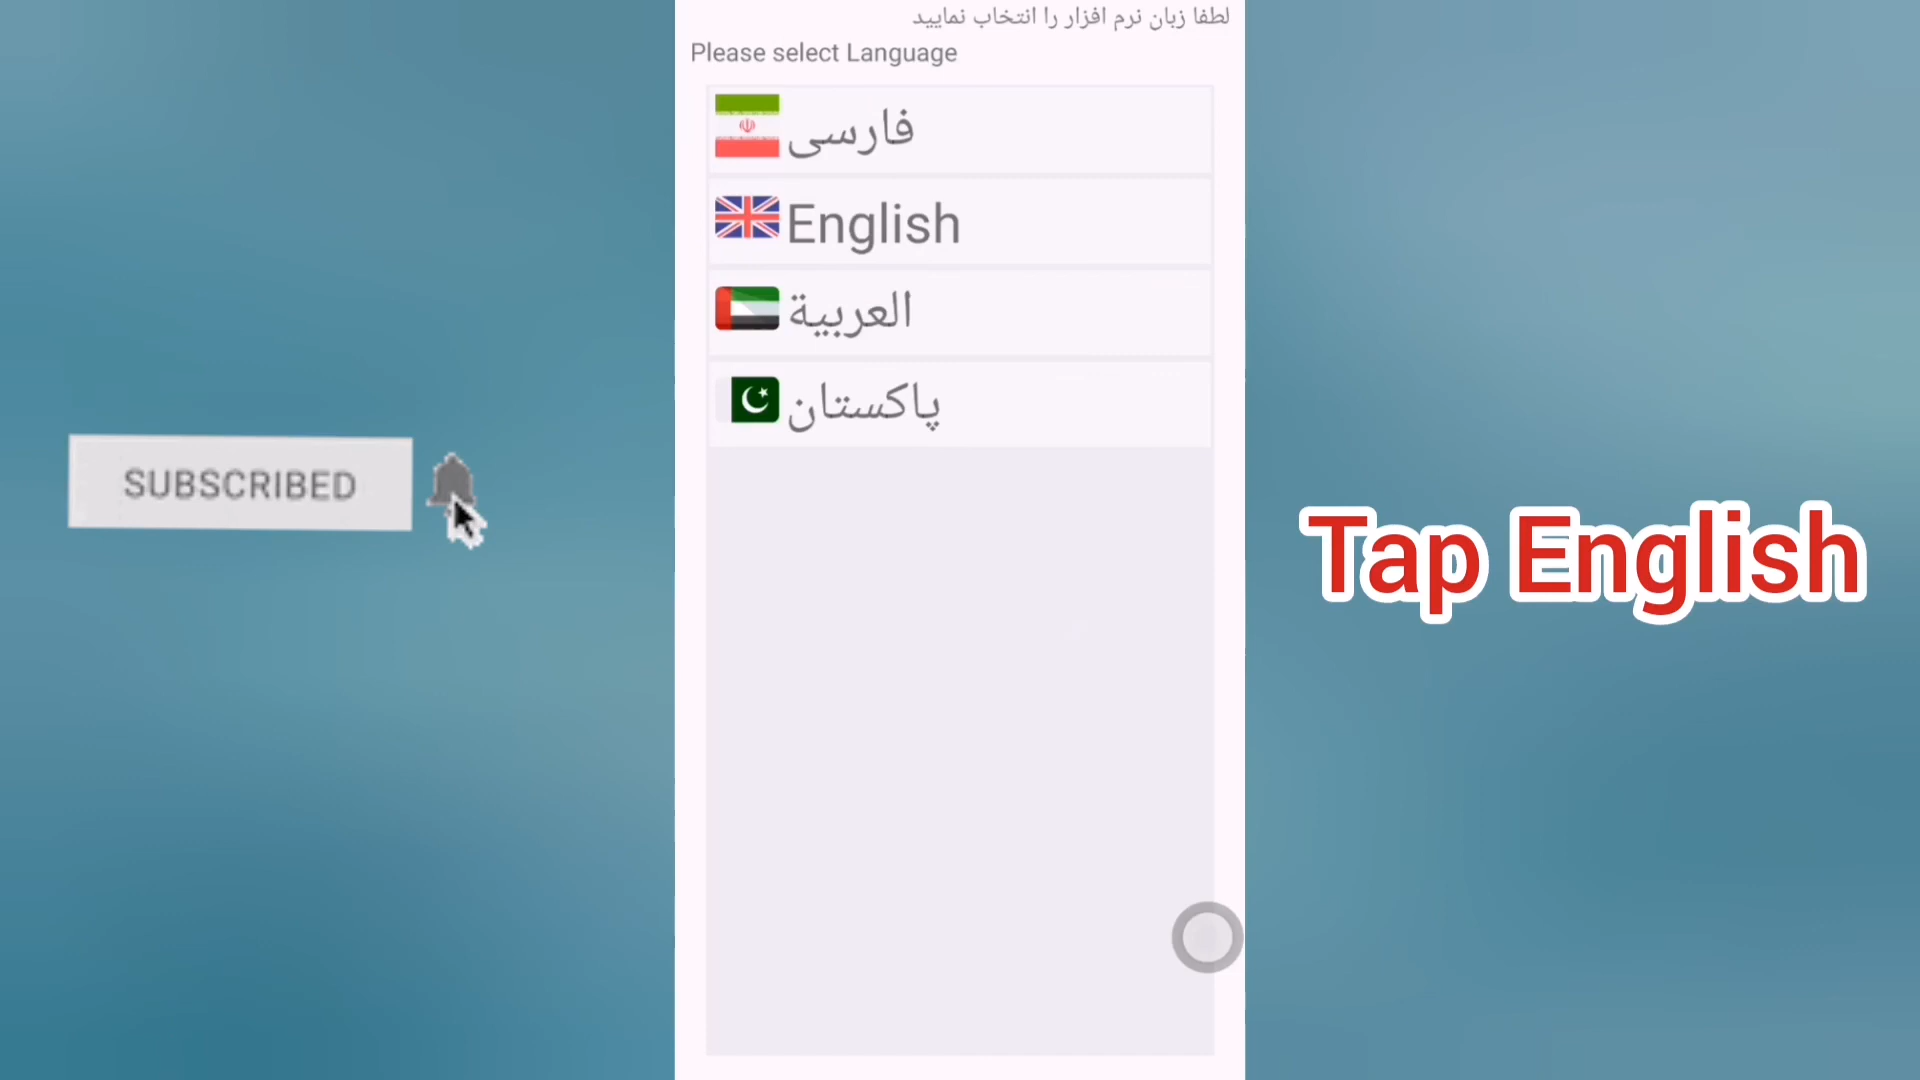 لطفا زبان نرم افزار را انتخاب نمایید
Please select Language
فارسی
English
العربية
پاکستان
SUBSCRIBED
Tap English